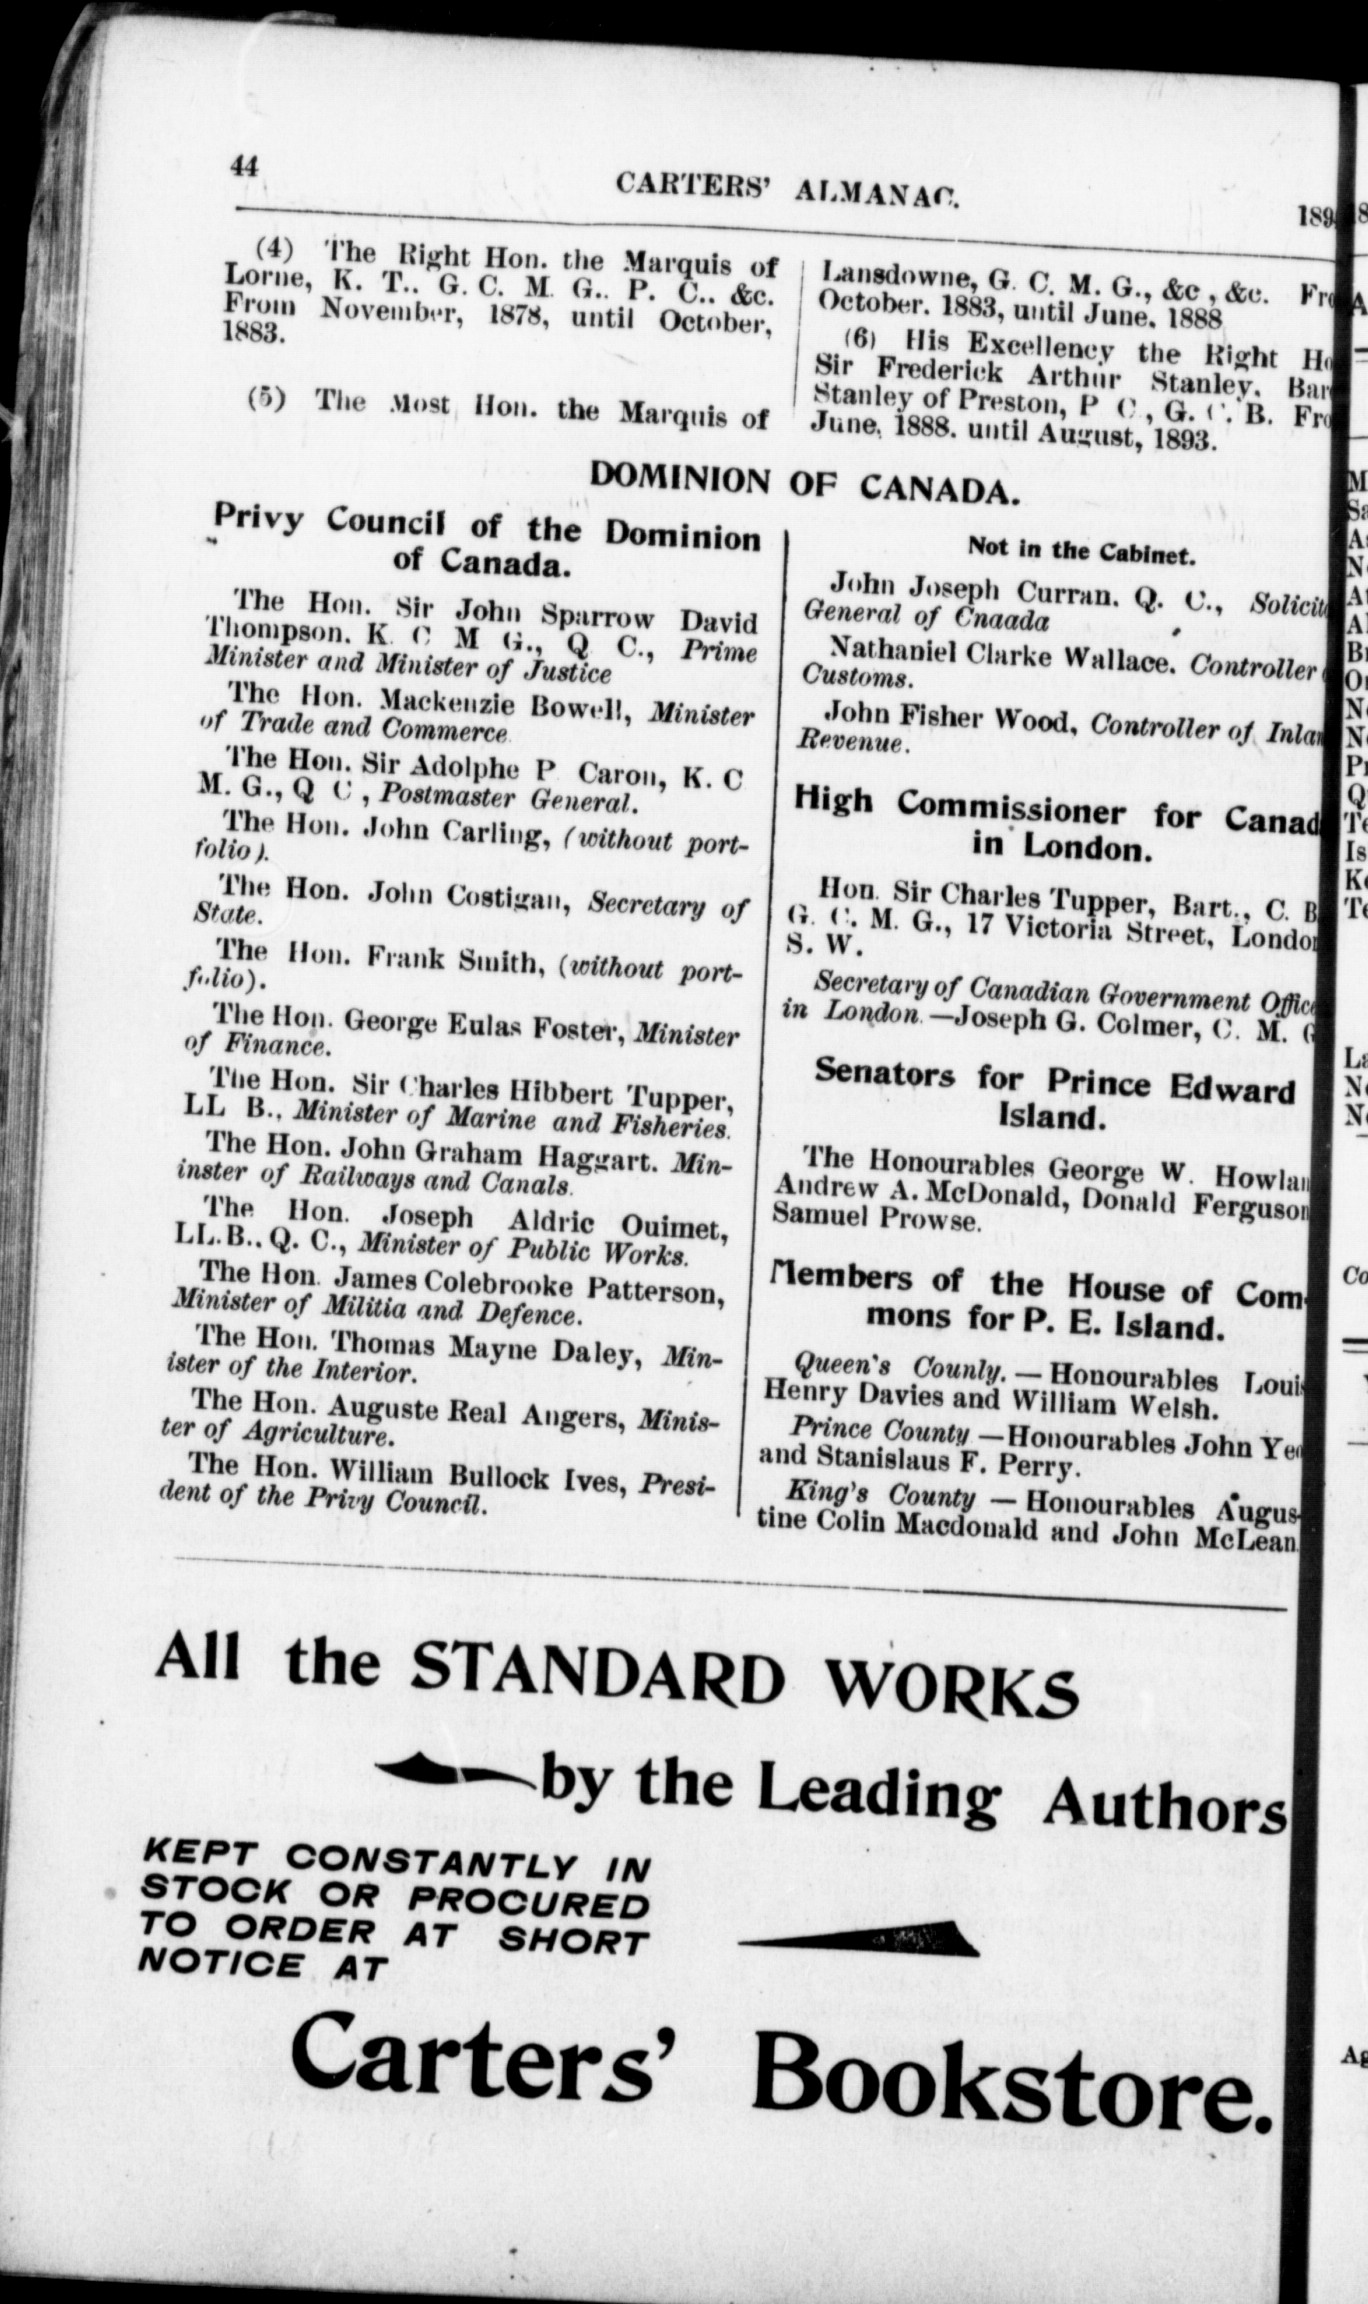 44
CARTERS' ALMANAC.
189
(4) The Right Hon. the Marquis of
Lorne, K. T.. G. C. M. G.. P. C.. &c.
From November, 1878, until October,
1883.
(5) The Most Hon. the Marquis of
Lansdowne, G. C. M. G., &c , &c. Fro
October. 1883, until June. 1888
(6) His Excellency the Right Ho
Sir Frederick Arthur Stanley. Bar
Stanley of Preston, P C , G. C. B. Fro
June, 1888. until August, 1893.
DOMINION OF CANADA.
Privy Council of the Dominion
of Canada.
The Hon. Sir John Sparrow David
Thompson. K. C M G., Q C., Prime
Minister and Minister of Justice
The Hon. Mackenzie Bowell, Minister
of Trade and Commerce
The Hon. Sir Adolphe P Caron, K. C
M. G., Q C , Postmaster General.
The Hon. John Carling, (without port-
folio).
The Hon. John Costigan, Secretary of
State.
The Hon. Frank Smith, (without port-
folio).
The Hon. George Eulas Foster, Minister
of Finance.
The Hon. Sir Charles Hibbert Tupper,
LL B., Minister of Marine and Fisheries.
The Hon. John Graham Haggart. Min-
inster of Railways and Canals.
The Hon. Joseph Aldric Ouimet,
LL.B.. Q. C., Minister of Public Works.
The Hon. James Colebrooke Patterson,
Minister of Militia and Defence.
The Hon. Thomas Mayne Daley, Min-
ister of the Interior.
The Hon. Auguste Real Angers, Minis-
ter of Agriculture.
The Hon. William Bullock Ives, Presi-
dent of the Privy Council.
Not in the Cabinet.
John Joseph Curran. Q. C., Solicit
General of Cnaada
Nathaniel Clarke Wallace. Controller
Customs.
John Fisher Wood, Controller of Inlan
Revenue.
High Commissioner for Canad
in London.
Hon. Sir Charles Tupper, Bart., C. B
G. C. M. G., 17 Victoria Street, London
S. W.
Secretary of Canadian Government Offic
in London.—Joseph G. Colmer, C. M. G
Senators for Prince Edward
Island.
The Honourables George W. Howlan
Andrew A. McDonald, Donald Ferguson
Samuel Prowse.
Members of the House of Com-
mons for P. E. Island.
Queen's County. — Honourables Loui
Henry Davies and William Welsh.
Prince County —Honourables John Yeo
and Stanislaus F. Perry.
King's County — Honourables Augus-
tine Colin Macdonald and John McLean.
All the STANDARD WORKS
by the Leading Authors
KEPT CONSTANTLY IN
STOCK OR PROCURED
TO ORDER AT SHORT
NOTICE AT
Carters' Bookstore.